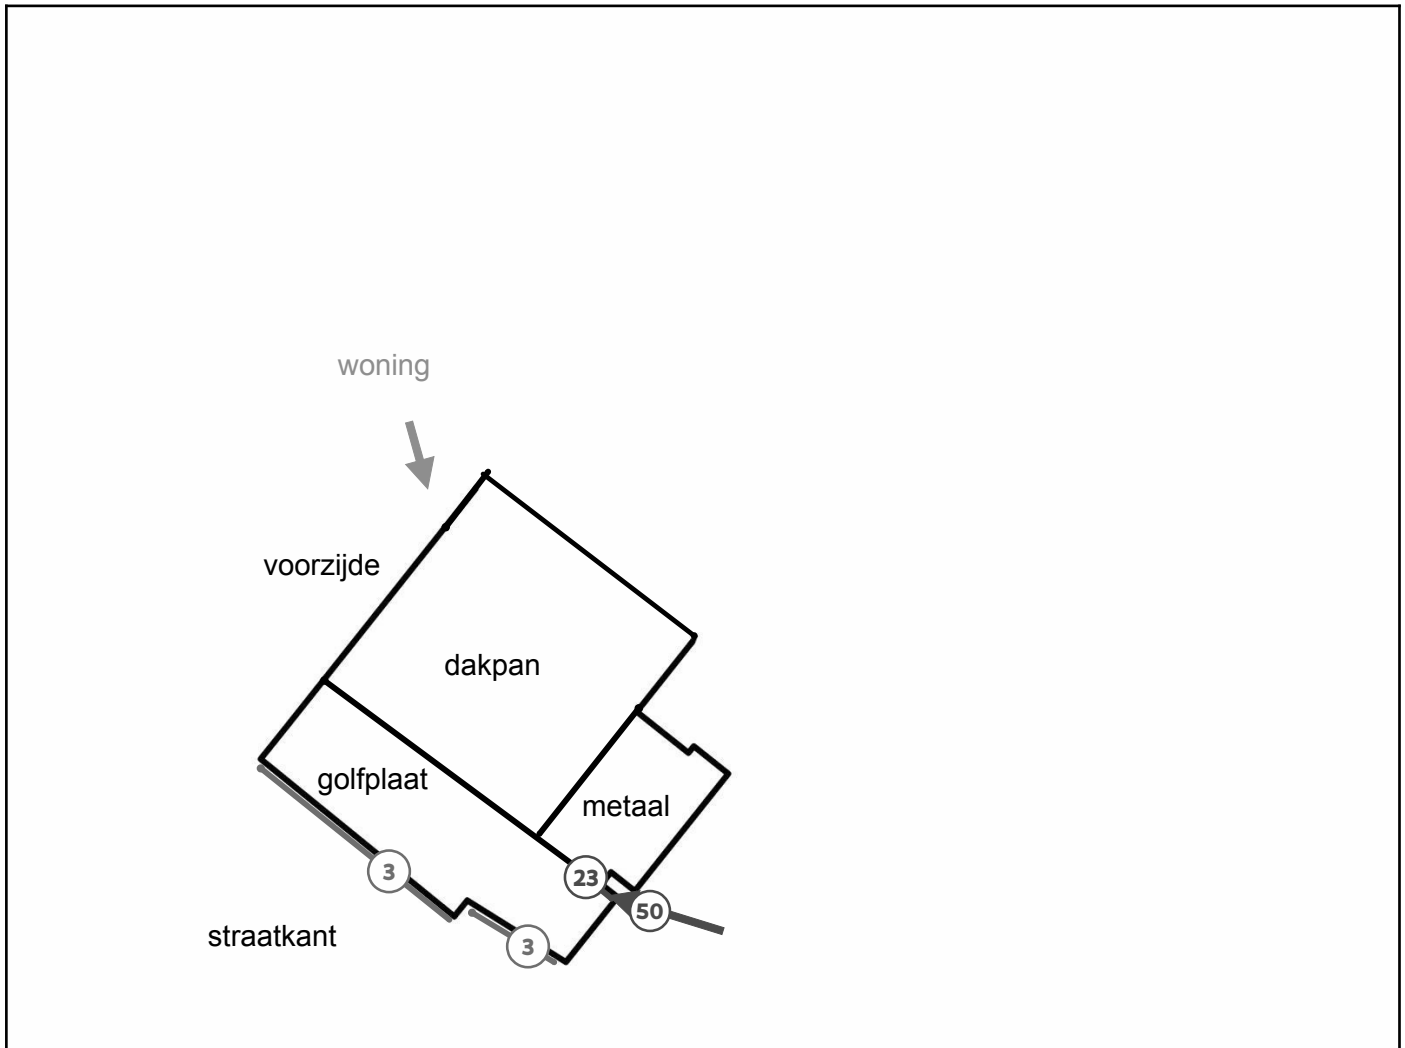 woning
voorzijde
dakpan
golfplaat
metaal
3
23
50
straatkant
3